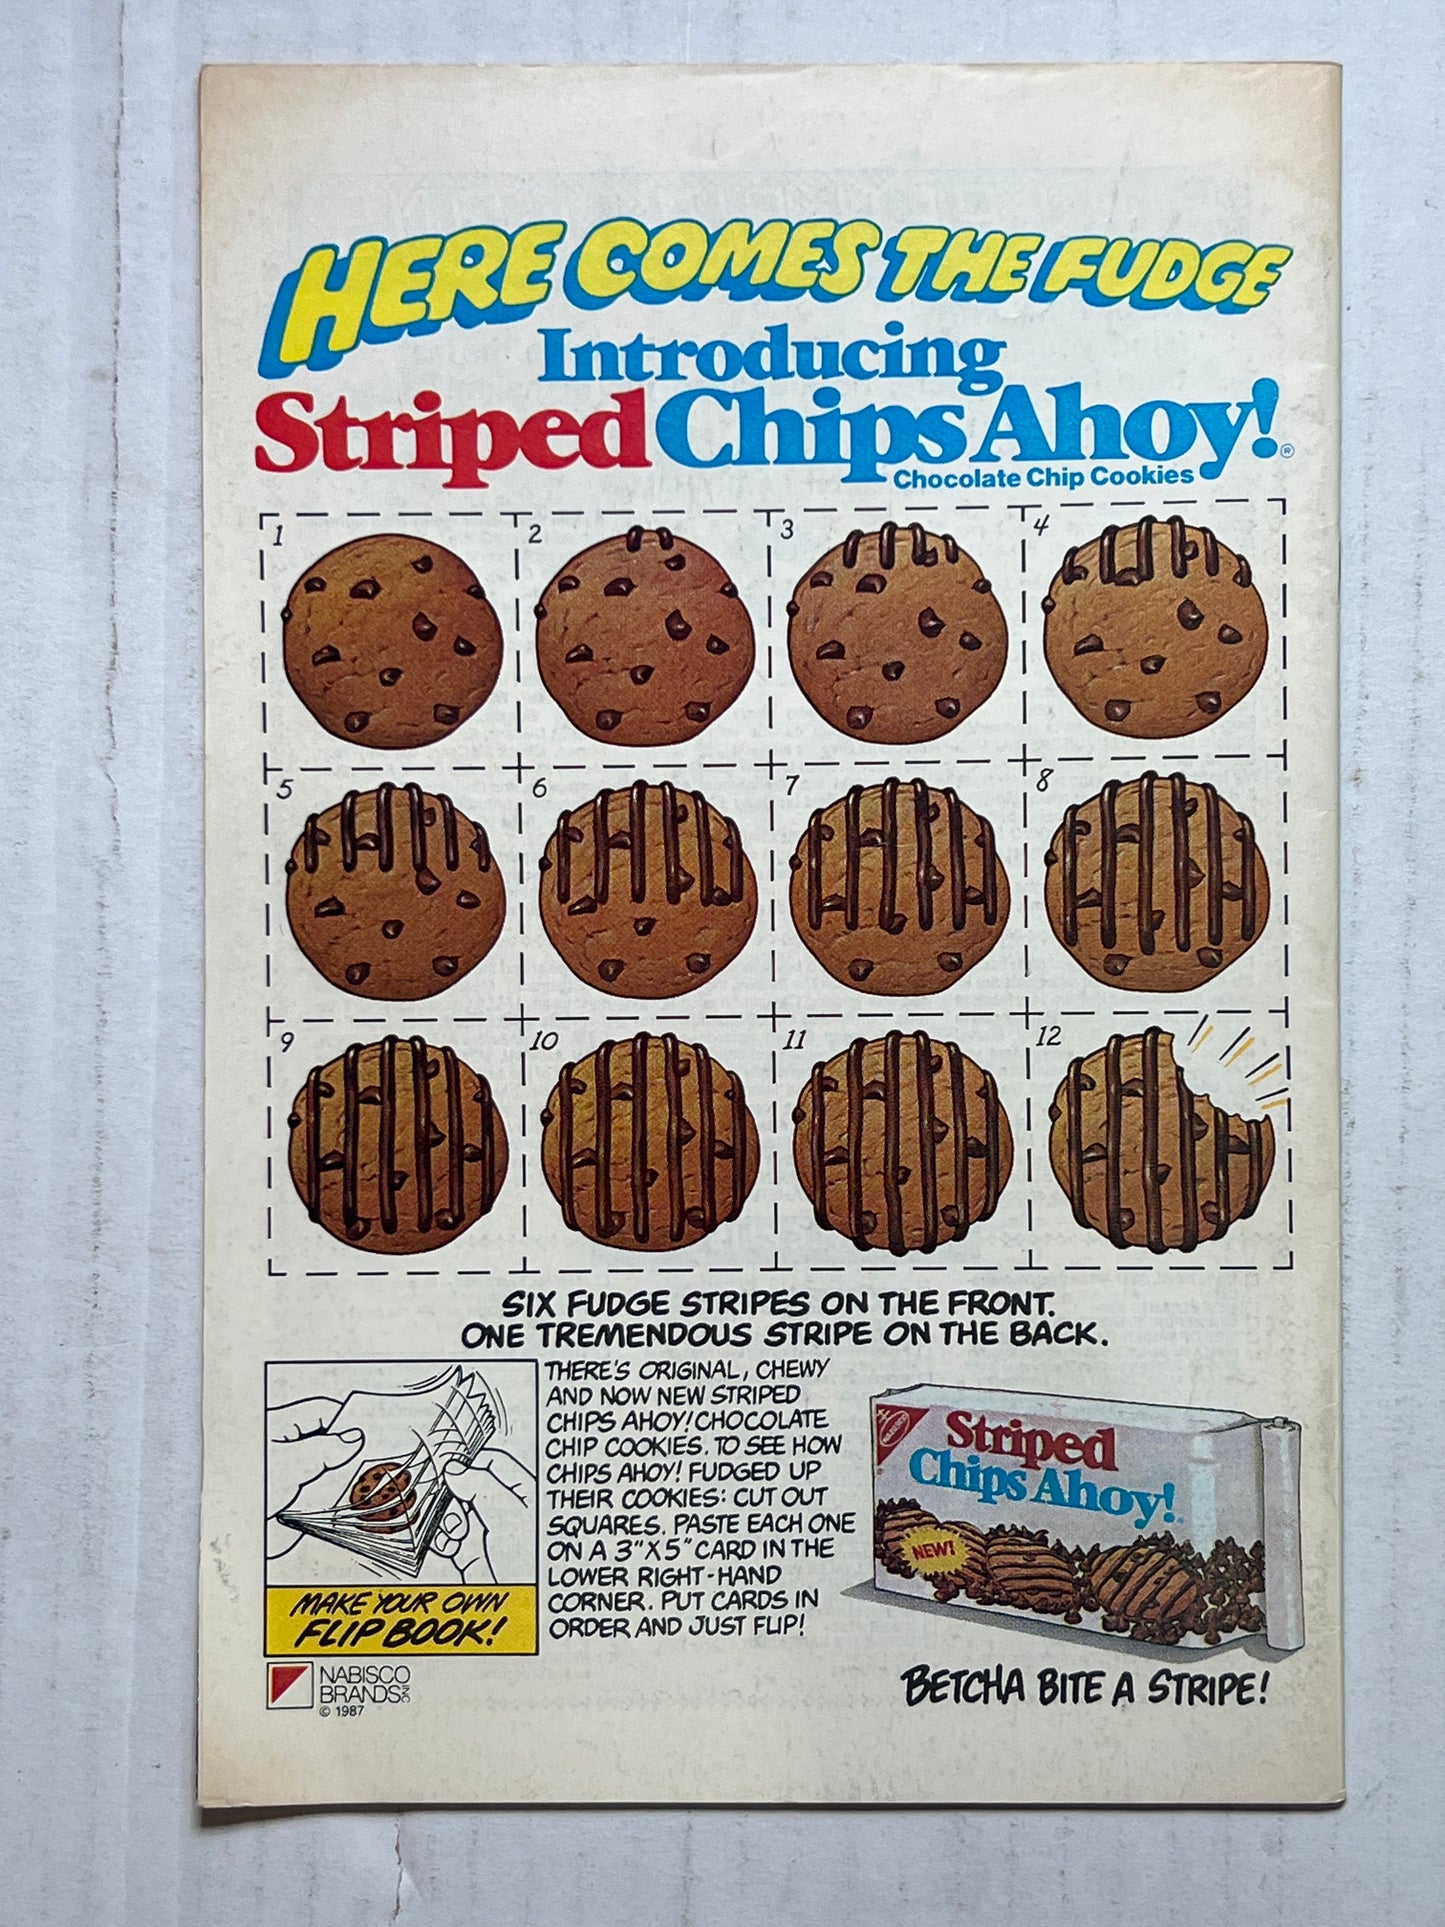 HERE COMES THE FUDGE
Introducing
Striped Chips Ahoy!®
Chocolate Chip Cookies
1 2 3 4
5 6 7 8
9 10 11 12
SIX FUDGE STRIPES ON THE FRONT.
ONE TREMENDOUS STRIPE ON THE BACK.
THERE'S ORIGINAL, CHEWY
AND NOW NEW STRIPED
CHIPS AHOY! CHOCOLATE
CHIP COOKIES. TO SEE HOW
CHIPS AHOY! FUDGED UP
THEIR COOKIES: CUT OUT
SQUARES. PASTE EACH ONE
ON A 3"X5" CARD IN THE
LOWER RIGHT-HAND
CORNER. PUT CARDS IN
ORDER AND JUST FLIP!
MAKE YOUR OWN
FLIP BOOK!
NABISCO
BRANDS INC
© 1987
NABISCO
Striped
Chips Ahoy!
NEW!
BETCHA BITE A STRIPE!